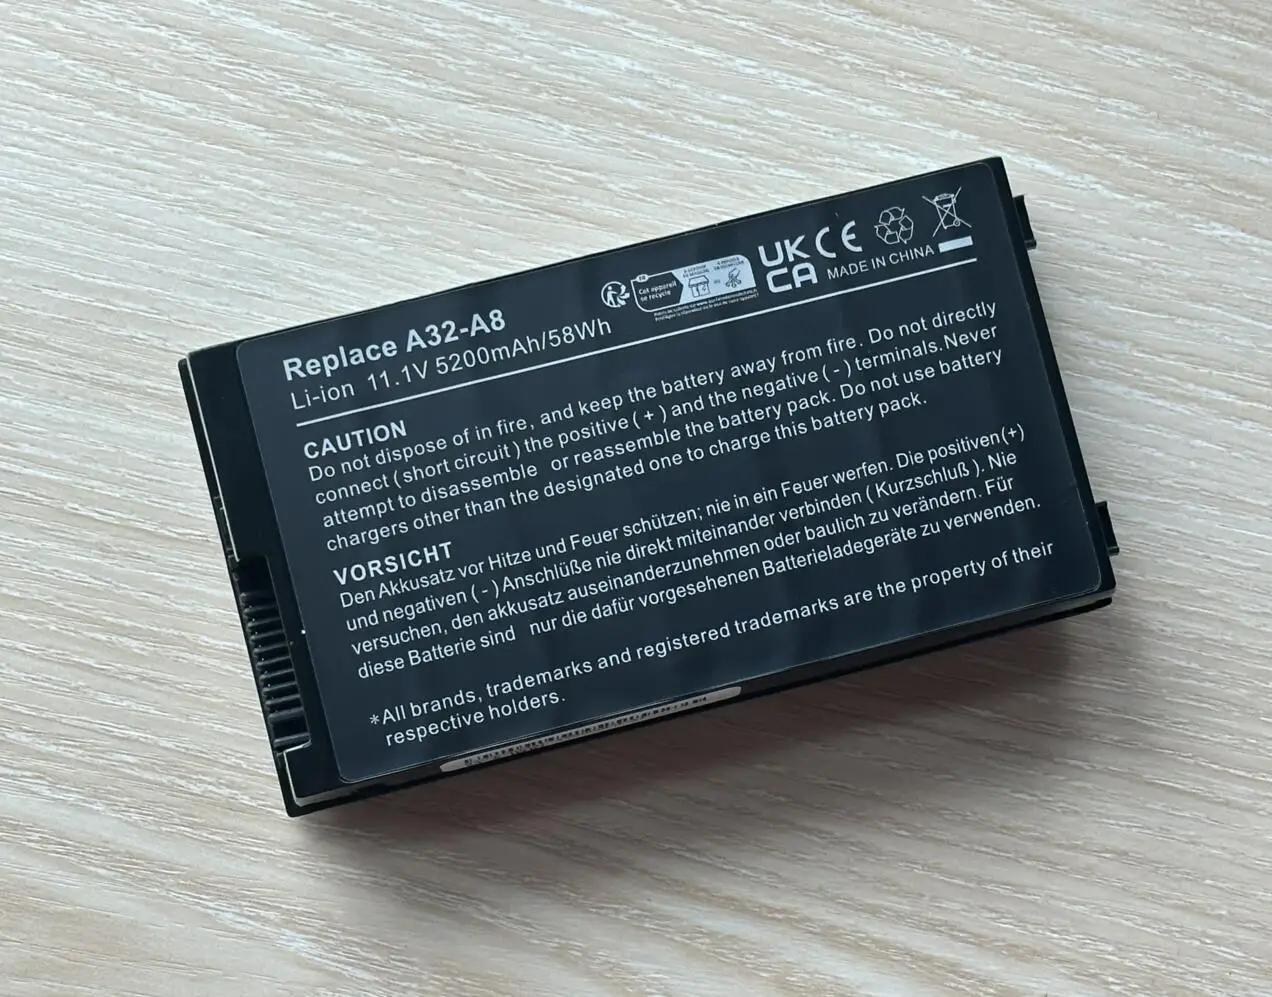 Replace A32-A8
Li-ion 11.1V 5200mAh/58Wh
FR
Cet appareil
se recycle
UK
CA
CE
MADE IN CHINA
CAUTION
Do not dispose of in fire, and keep the battery away from fire. Do not directly
connect ( short circuit ) the positive ( + ) and the negative ( - ) terminals. Never
attempt to disassemble or reassemble the battery pack. Do not use battery
chargers other than the designated one to charge this battery pack.
VORSICHT
Den Akkusatz vor Hitze und Feuer schützen; nie in ein Feuer werfen. Die positiven (+)
und negativen ( - ) Anschlüße nie direkt miteinander verbinden ( Kurzschluß ). Nie
versuchen, den akkusatz auseinanderzunehmen oder baulich zu verändern. Für
diese Batterie sind nur die dafür vorgesehenen Batterieladegeräte zu verwenden.
*All brands, trademarks and registered trademarks are the property of their
respective holders.